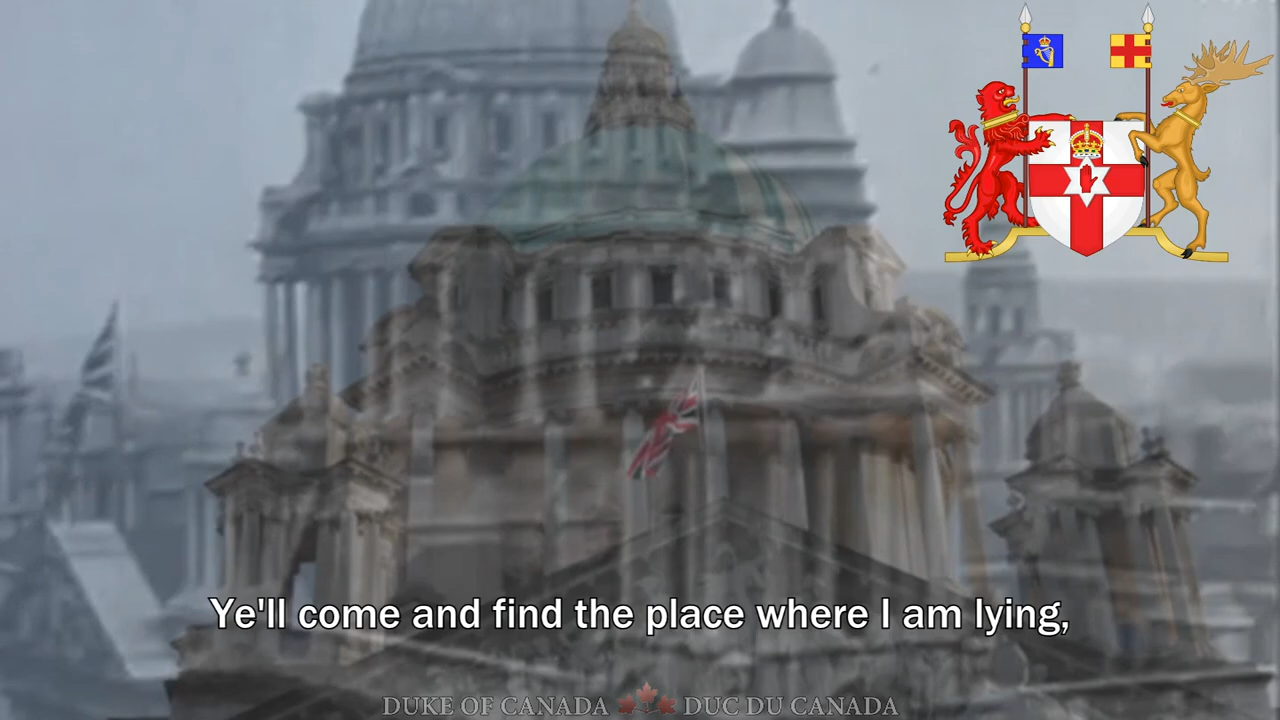 Ye'll come and find the place where I am lying,
DUKE OF CANADA DUC DU CANADA